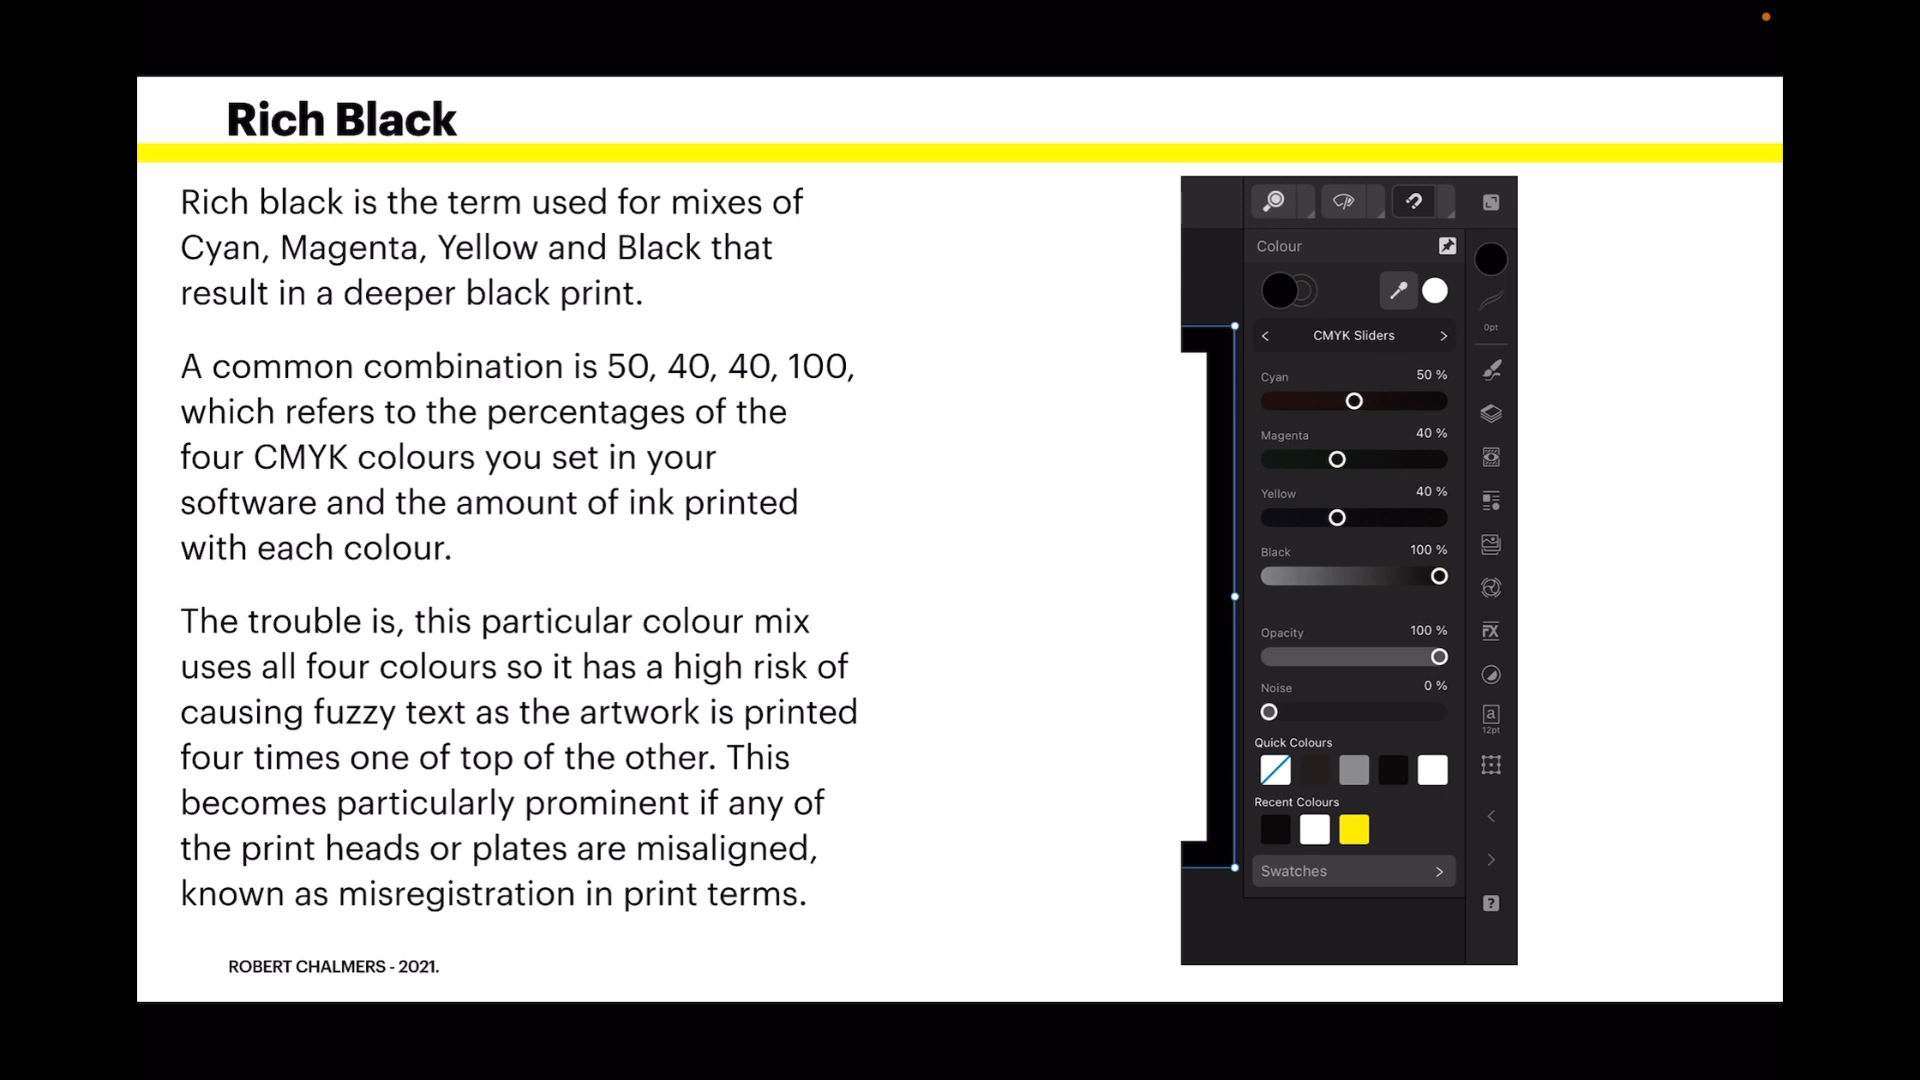 Rich Black
Rich black is the term used for mixes of
Cyan, Magenta, Yellow and Black that
result in a deeper black print.
A common combination is 50, 40, 40, 100,
which refers to the percentages of the
four CMYK colours you set in your
software and the amount of ink printed
with each colour.
The trouble is, this particular colour mix
uses all four colours so it has a high risk of
causing fuzzy text as the artwork is printed
four times one of top of the other. This
becomes particularly prominent if any of
the print heads or plates are misaligned,
known as misregistration in print terms.
ROBERT CHALMERS - 2021.
Colour
0pt
< CMYK Sliders >
Cyan 50 %
Magenta 40 %
Yellow 40 %
Black 100 %
Opacity 100 %
Noise 0 %
FX
a
12pt
Quick Colours
Recent Colours
Swatches >
?